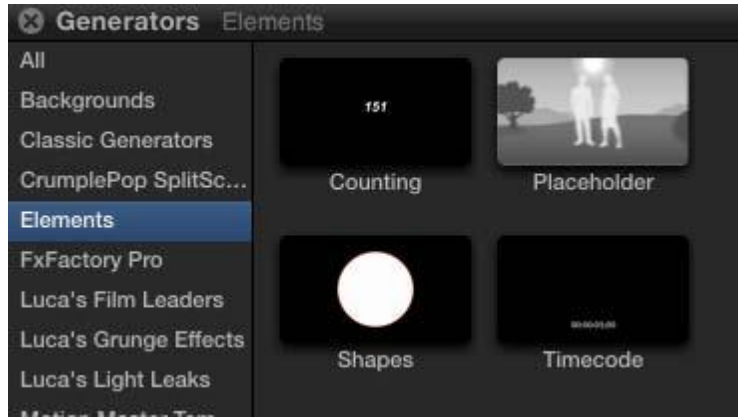 Generators Elements
All
Backgrounds
Classic Generators
CrumplePop SplitSc...
Elements
FxFactory Pro
Luca's Film Leaders
Luca's Grunge Effects
Luca's Light Leaks
151
Counting
Placeholder
Shapes
Timecode